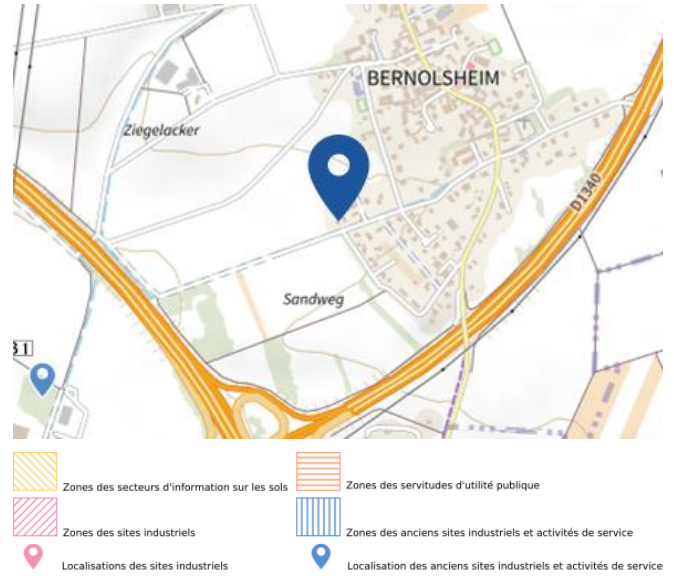 BERNOLSHEIM
Ziegelacker
D1340
Sandweg
Zones des secteurs d'information sur les sols
Zones des servitudes d'utilité publique
Zones des sites industriels
Zones des anciens sites industriels et activités de service
Localisations des sites industriels
Localisation des anciens sites industriels et activités de service